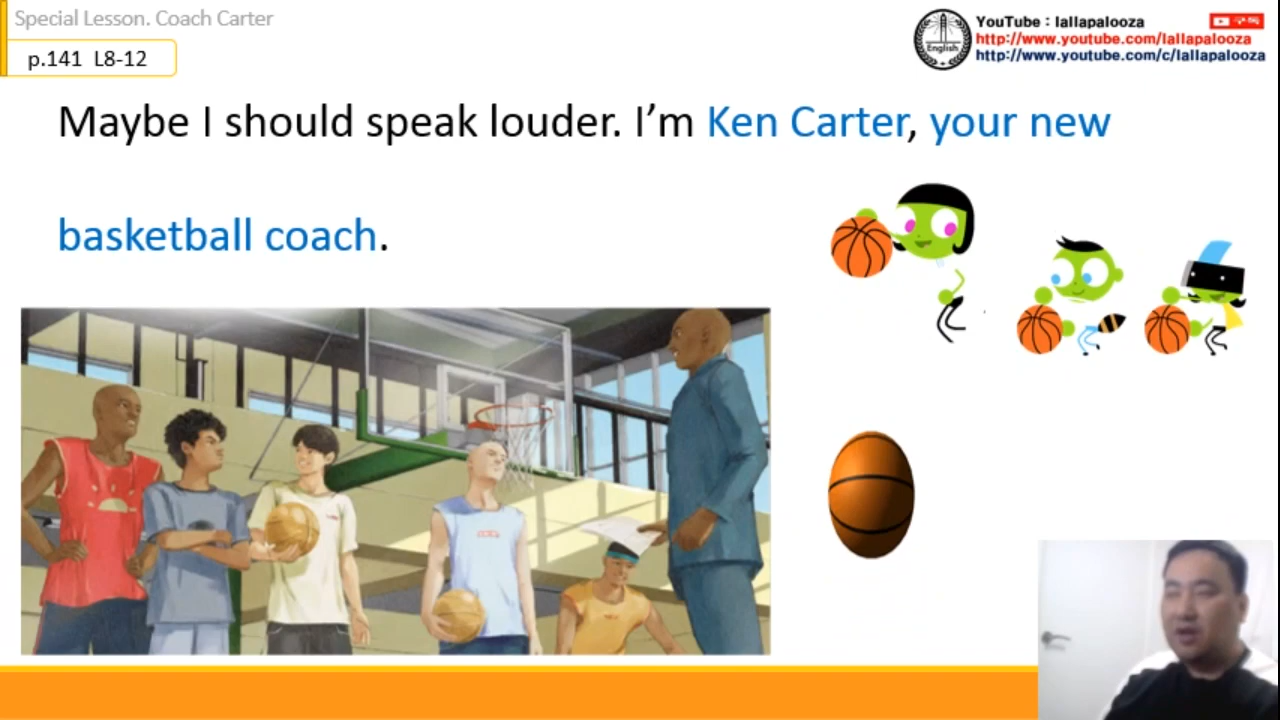 Special Lesson. Coach Carter
p.141 L8-12
English
YouTube : lallapalooza
http://www.youtube.com/lallapalooza
http://www.youtube.com/c/lallapalooza
Maybe I should speak louder. I’m Ken Carter, your new
basketball coach.